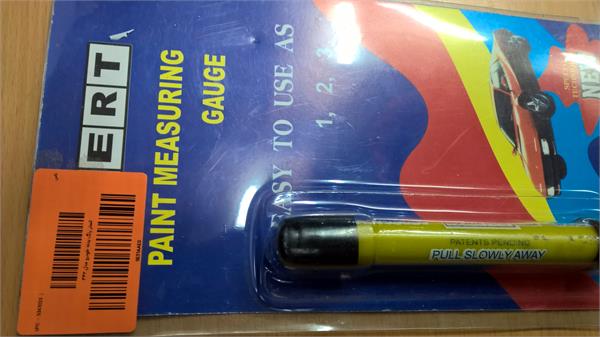 ERT
PAINT MEASURING
GAUGE
EASY TO USE AS
1, 2, 3
NEW
PATENTS PENDING
PULL SLOWLY AWAY